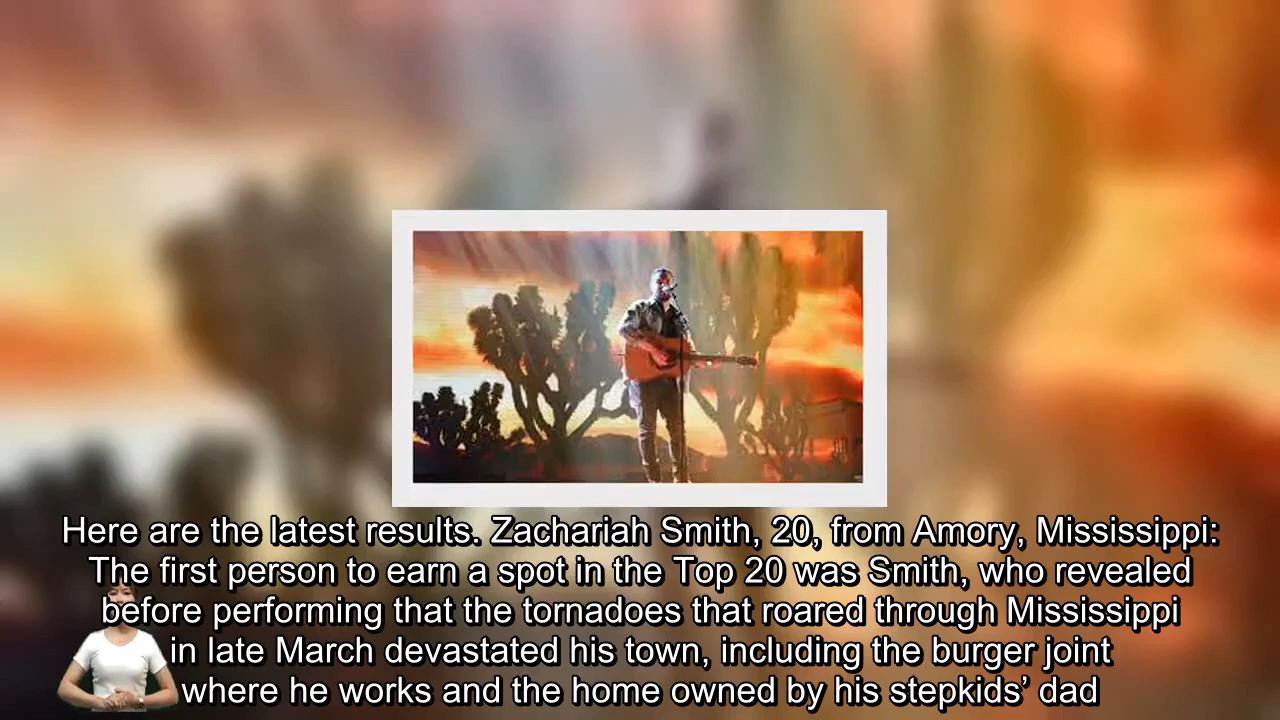 Here are the latest results. Zachariah Smith, 20, from Amory, Mississippi:
The first person to earn a spot in the Top 20 was Smith, who revealed
before performing that the tornadoes that roared through Mississippi
in late March devastated his town, including the burger joint
where he works and the home owned by his stepkids’ dad